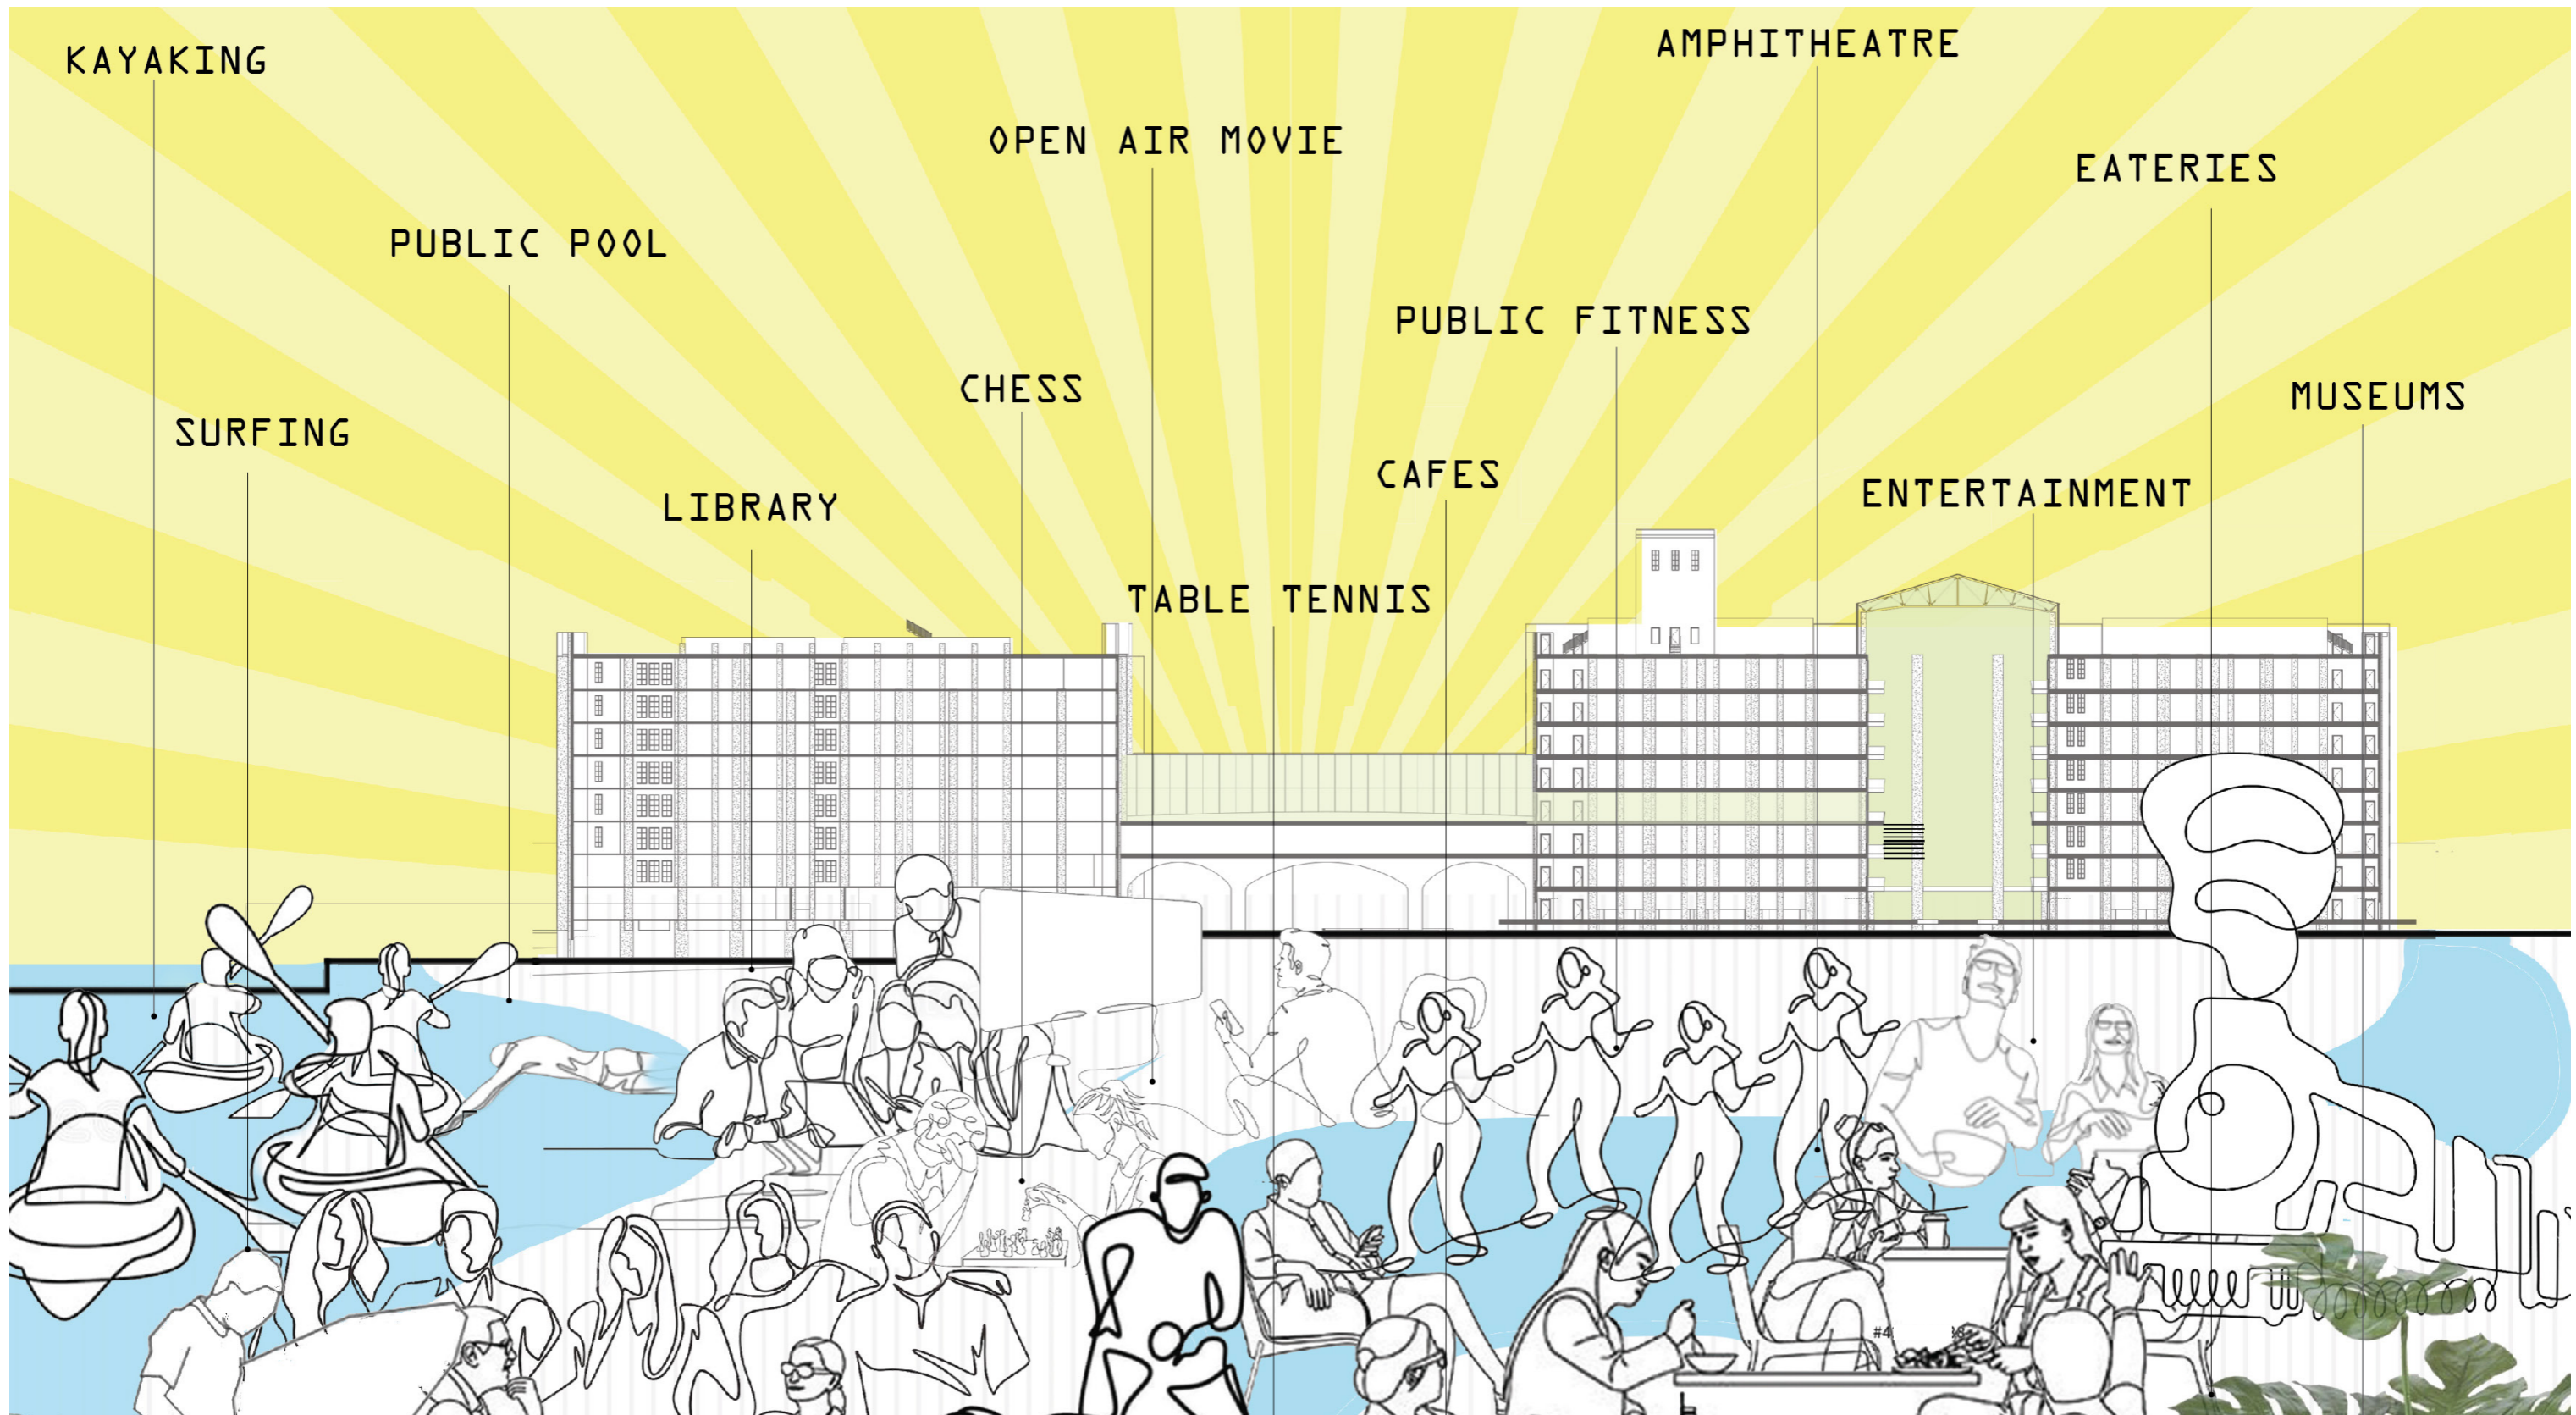 KAYAKING
AMPHITHEATRE
OPEN AIR MOVIE
EATERIES
PUBLIC POOL
PUBLIC FITNESS
CHESS
MUSEUMS
SURFING
CAFES
ENTERTAINMENT
LIBRARY
TABLE TENNIS